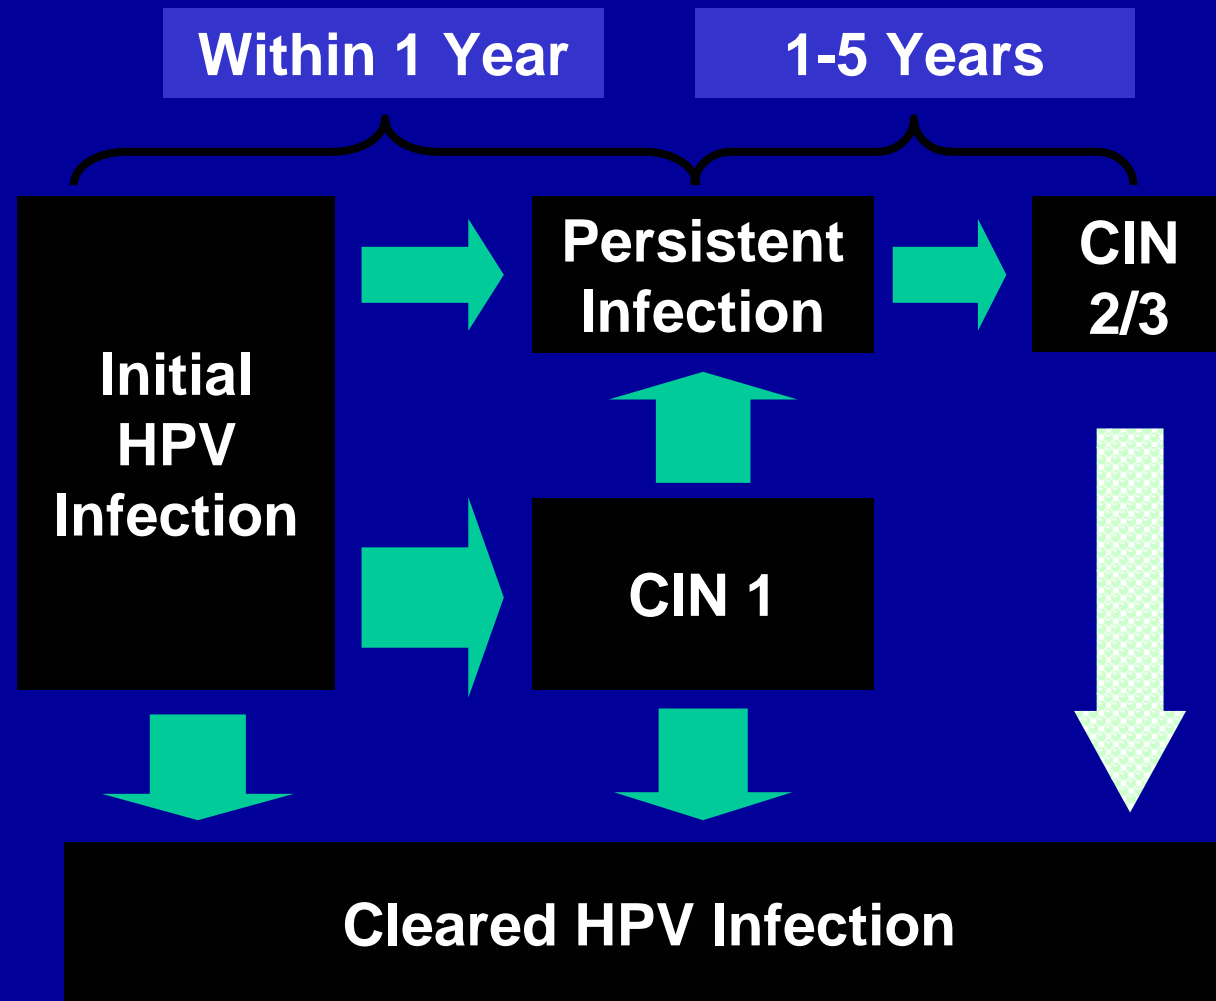 Within 1 Year
1-5 Years
Initial
HPV
Infection
Persistent
Infection
CIN
2/3
CIN 1
Cleared HPV Infection